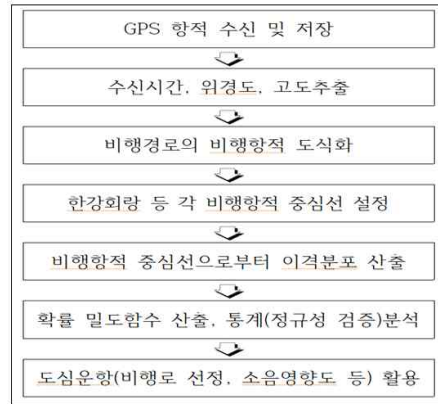 GPS 항적 수신 및 저장
수신시간, 위경도, 고도추출
비행경로의 비행항적 도식화
한강회랑 등 각 비행항적 중심선 설정
비행항적 중심선으로부터 이격분포 산출
확률 밀도함수 산출, 통계(정규성 검증)분석
도심운항(비행로 선정, 소음영향도 등) 활용